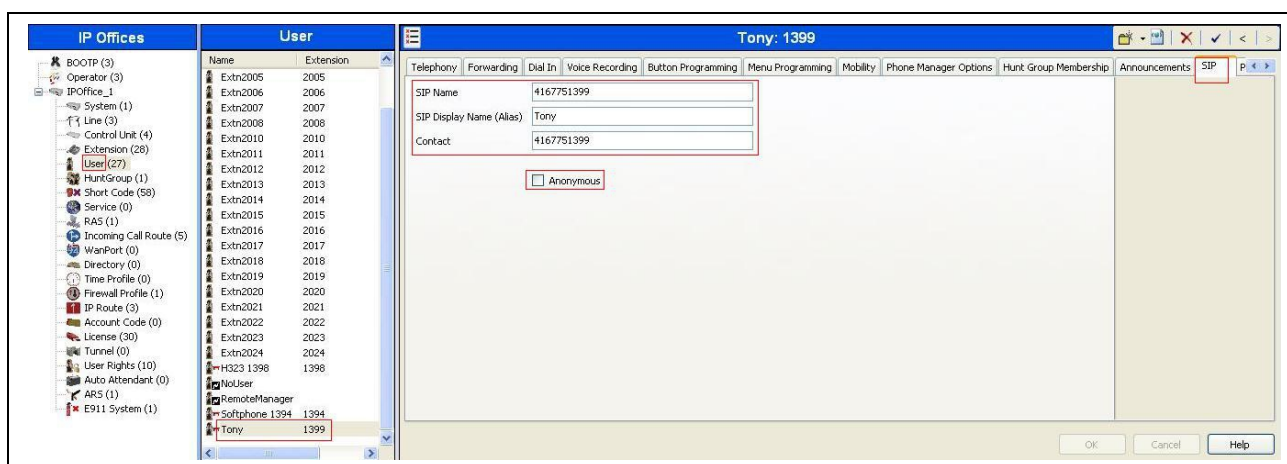 IP Offices
BOOTP (3)
Operator (3)
IPOffice_1
System (1)
Line (3)
Control Unit (4)
Extension (28)
User (27)
HuntGroup (1)
Short Code (58)
Service (0)
RAS (1)
Incoming Call Route (5)
WanPort (0)
Directory (0)
Time Profile (0)
Firewall Profile (1)
IP Route (3)
Account Code (0)
License (30)
Tunnel (0)
User Rights (10)
Auto Attendant (0)
ARS (1)
E911 System (1)
User
Name Extension
Extn2005 2005
Extn2006 2006
Extn2007 2007
Extn2008 2008
Extn2010 2010
Extn2011 2011
Extn2012 2012
Extn2013 2013
Extn2014 2014
Extn2015 2015
Extn2016 2016
Extn2017 2017
Extn2018 2018
Extn2019 2019
Extn2020 2020
Extn2021 2021
Extn2022 2022
Extn2023 2023
Extn2024 2024
H323 1398 1398
NoUser
RemoteManager
Softphone 1394 1394
Tony 1399
Tony: 1399
Telephony Forwarding Dial In Voice Recording Button Programming Menu Programming Mobility Phone Manager Options Hunt Group Membership Announcements SIP P
SIP Name 4167751399
SIP Display Name (Alias) Tony
Contact 4167751399
Anonymous
OK Cancel Help